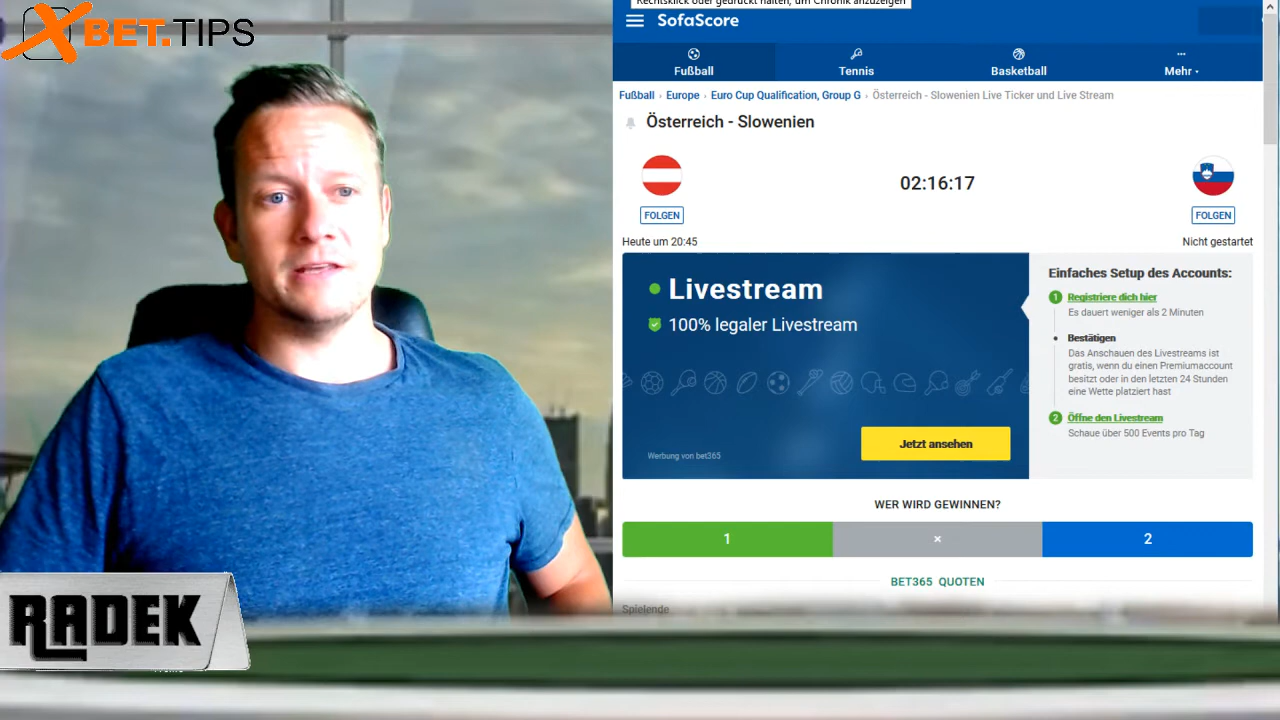 XBET.TIPS
RADEK
Rechtsklick oder gedrückt halten, um Chronik anzuzeigen
SofaScore
Fußball
Tennis
Basketball
Mehr
Fußball › Europe › Euro Cup Qualification, Group G › Österreich - Slowenien Live Ticker und Live Stream
Österreich - Slowenien
02:16:17
FOLGEN
FOLGEN
Heute um 20:45
Nicht gestartet
Livestream
100% legaler Livestream
Jetzt ansehen
Werbung von bet365
Einfaches Setup des Accounts:
1 Registriere dich hier
Es dauert weniger als 2 Minuten
Bestätigen
Das Anschauen des Livestreams ist
gratis, wenn du einen Premiumaccount
besitzt oder in den letzten 24 Stunden
eine Wette platziert hast
2 Öffne den Livestream
Schaue über 500 Events pro Tag
WER WIRD GEWINNEN?
1
×
2
BET365 QUOTEN
Spielende